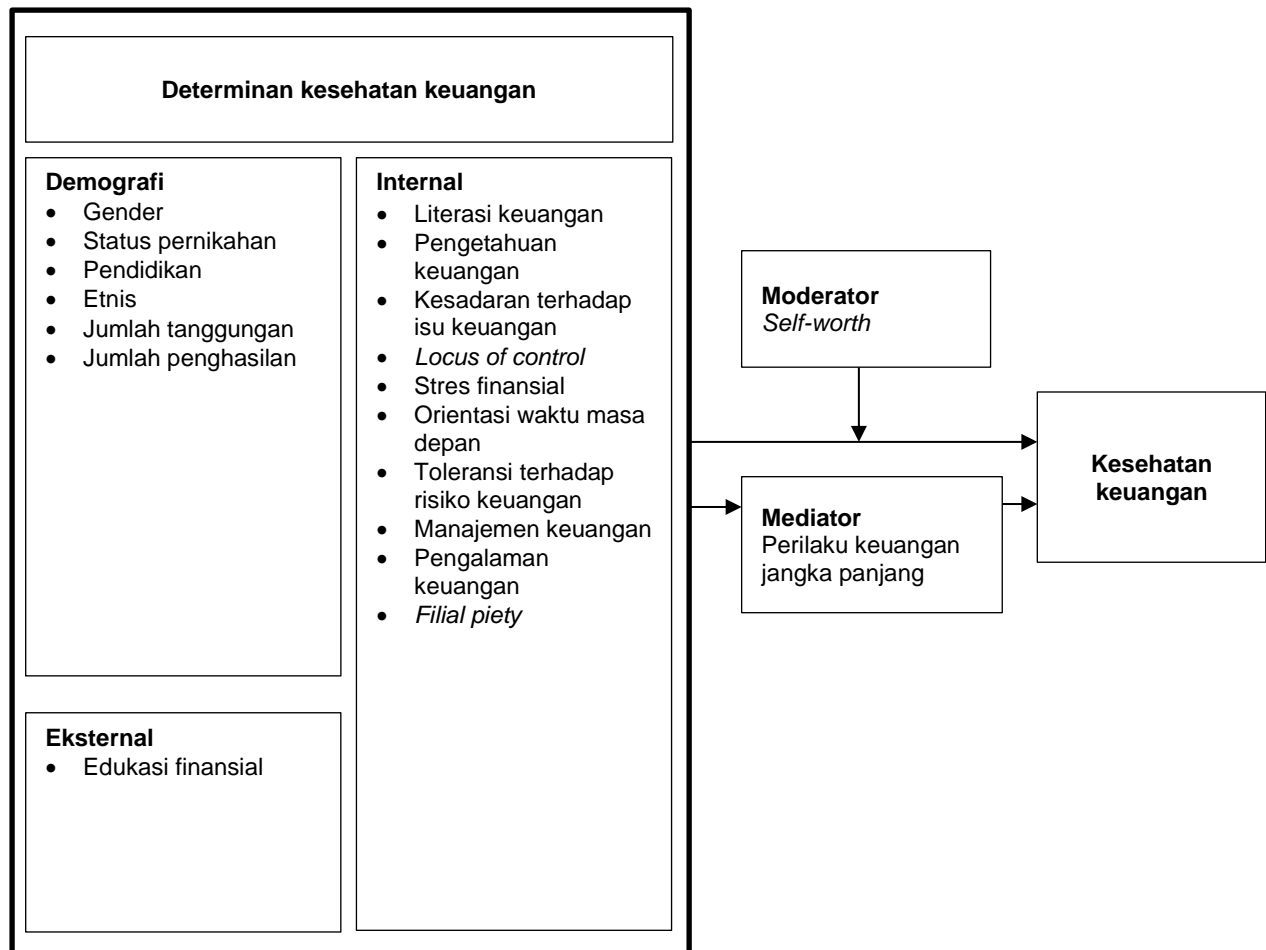 Determinan kesehatan keuangan
Demografi
• Gender
• Status pernikahan
• Pendidikan
• Etnis
• Jumlah tanggungan
• Jumlah penghasilan
Eksternal
• Edukasi finansial
Internal
• Literasi keuangan
• Pengetahuan
keuangan
• Kesadaran terhadap
isu keuangan
• Locus of control
• Stres finansial
• Orientasi waktu masa
depan
• Toleransi terhadap
risiko keuangan
• Manajemen keuangan
• Pengalaman
keuangan
• Filial piety
Moderator
Self-worth
Mediator
Perilaku keuangan
jangka panjang
Kesehatan
keuangan